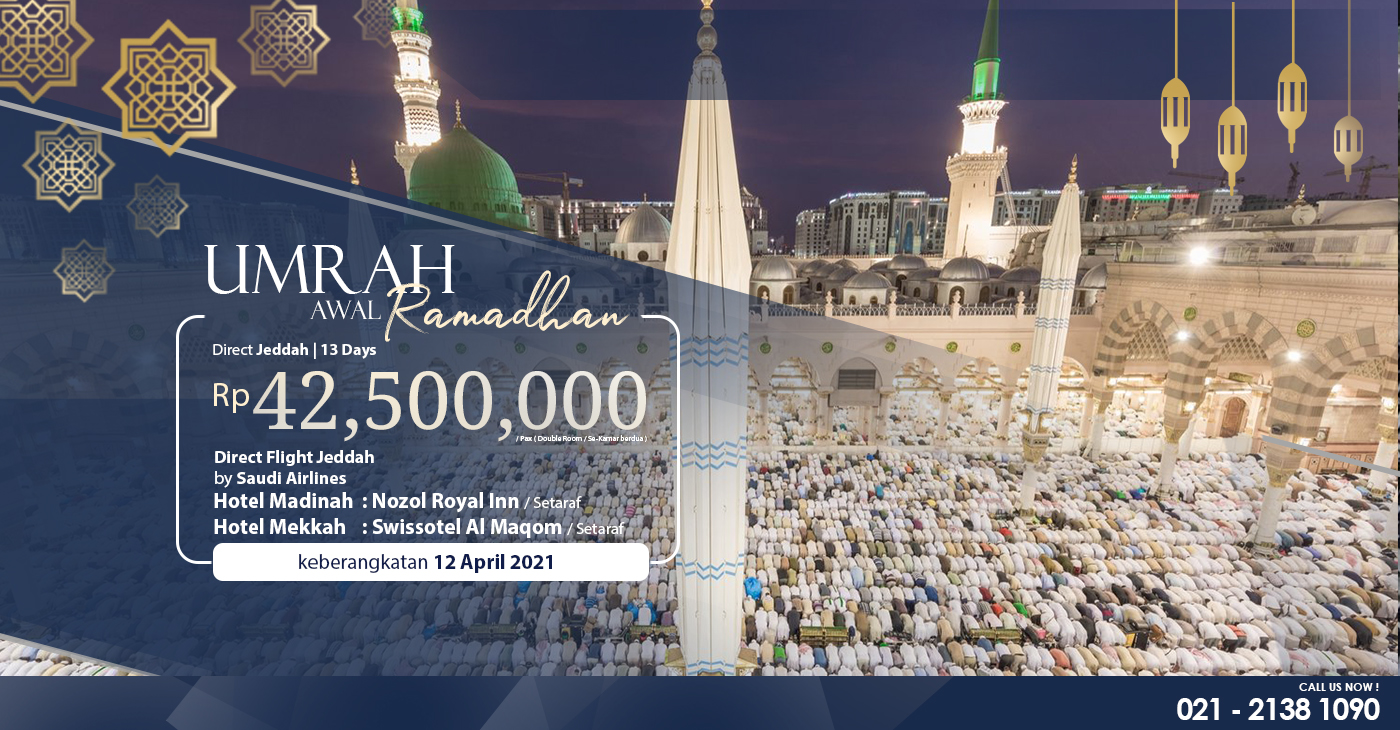 UMRAH
AWAL Ramadhan
Direct Jeddah | 13 Days
Rp42,500,000
/ Pax ( Double Room / Se-Kamar berdua )
Direct Flight Jeddah
by Saudi Airlines
Hotel Madinah : Nozol Royal Inn / Setaraf
Hotel Mekkah : Swissotel Al Maqom / Setaraf
keberangkatan 12 April 2021
CALL US NOW !
021 - 2138 1090